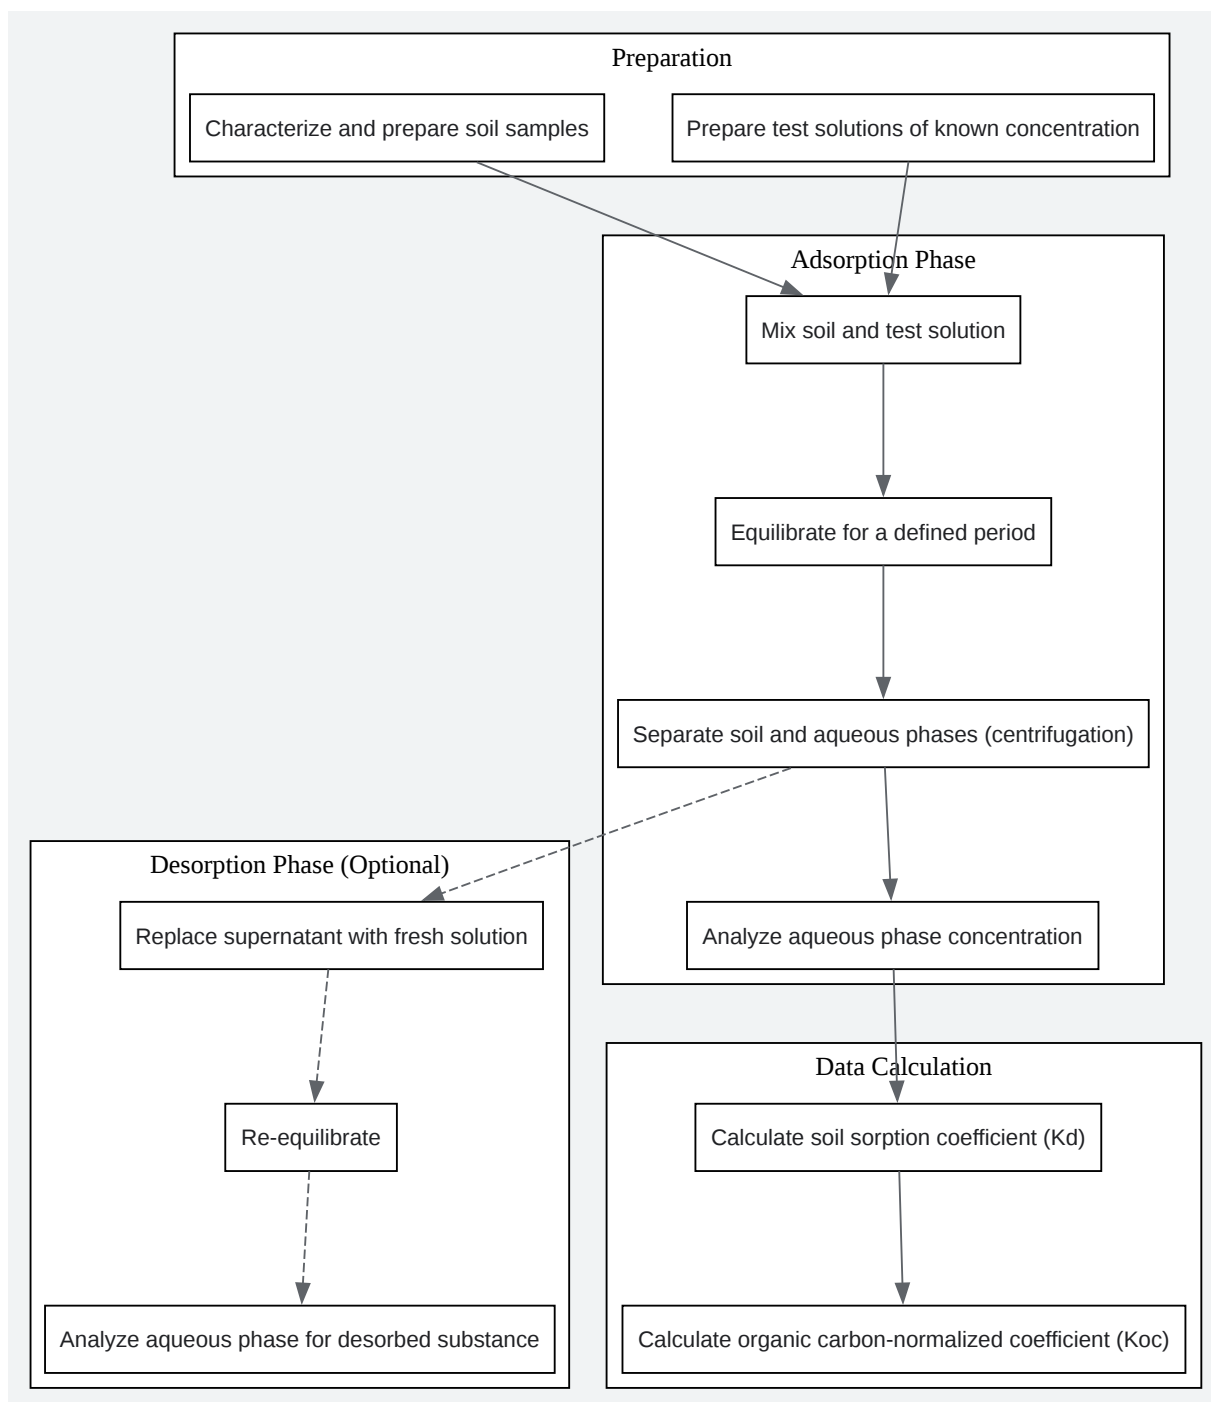 Preparation
Characterize and prepare soil samples
Prepare test solutions of known concentration
Adsorption Phase
Mix soil and test solution
Equilibrate for a defined period
Separate soil and aqueous phases (centrifugation)
Desorption Phase (Optional)
Replace supernatant with fresh solution
Analyze aqueous phase concentration
Data Calculation
Re-equilibrate
Calculate soil sorption coefficient (Kd)
Analyze aqueous phase for desorbed substance
Calculate organic carbon-normalized coefficient (Koc)